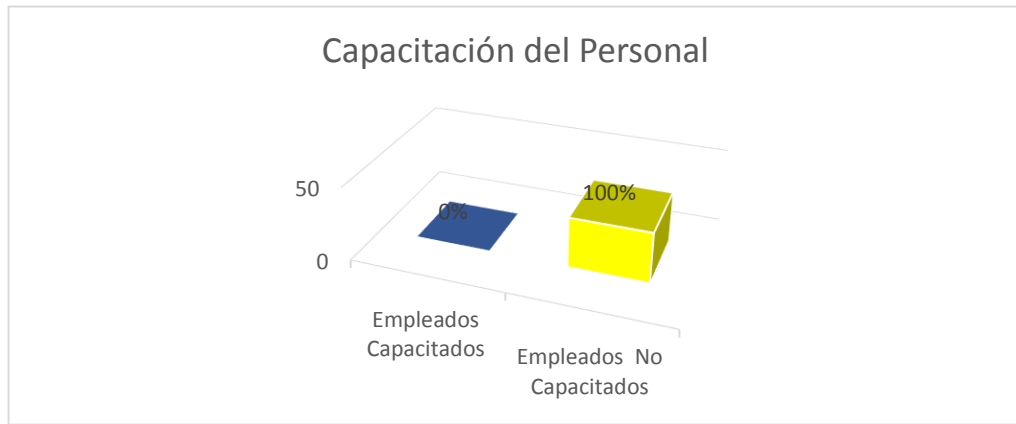 Capacitación del Personal
50
0
0%
100%
Empleados
Capacitados
Empleados No
Capacitados